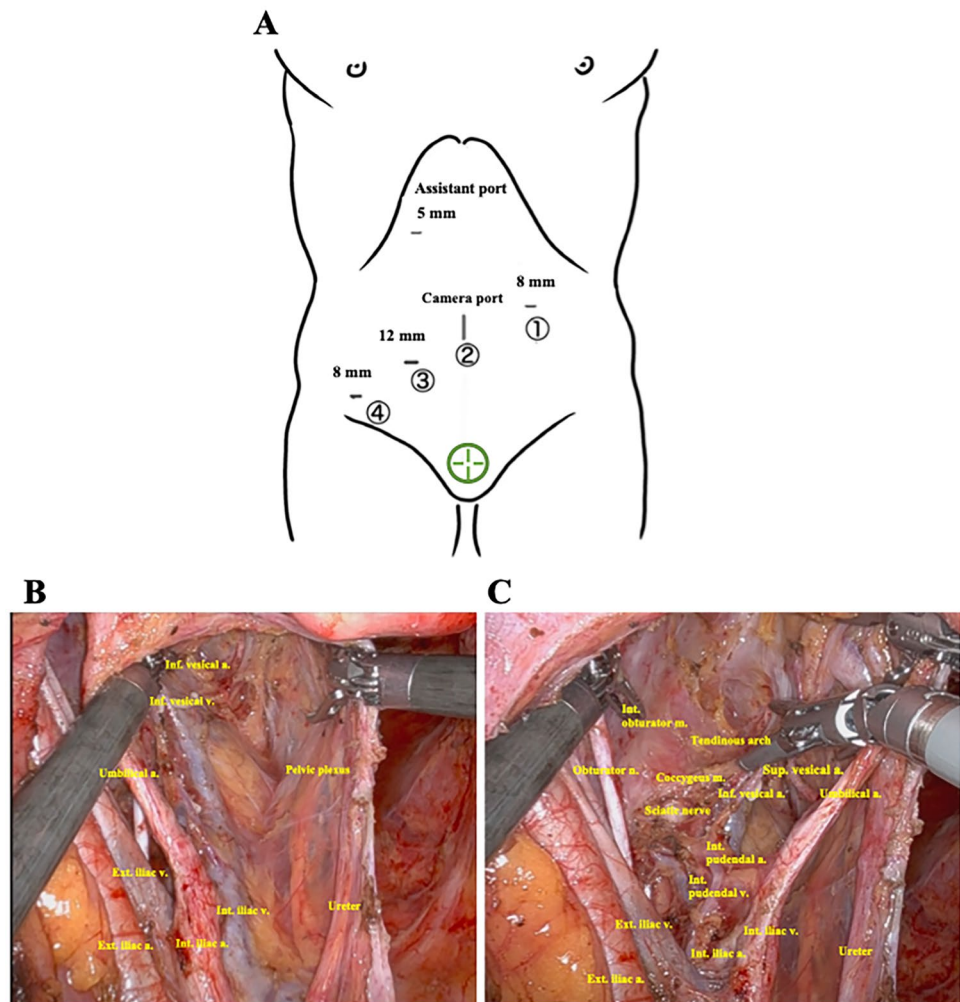 A
Assistant port
5 mm
8 mm
Camera port
①
12 mm
②
8 mm
③
④
B
Inf. vesical a.
Inf. vesical v.
Umbilical a.
Pelvic plexus
Ext. iliac v.
Int. iliac v.
Ureter
Ext. iliac a.
Int. iliac a.
C
Int.
obturator m.
Tendinous arch
Obturator n.
Coccygeus m.
Sup. vesical a.
Inf. vesical a.
Umbilical a.
Sciatic nerve
Int.
pudendal a.
Int.
pudendal v.
Ext. iliac v.
Int. iliac v.
Int. iliac a.
Ureter
Ext. iliac a.